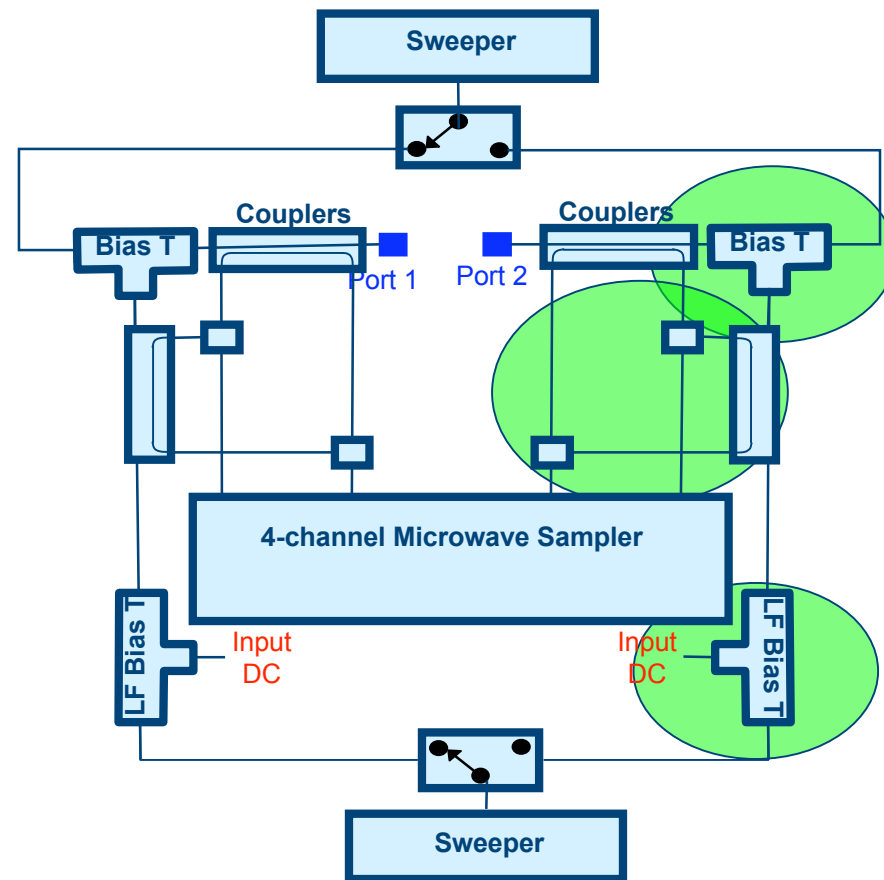 Sweeper
Couplers
Couplers
Bias T
Bias T
Port 1
Port 2
4-channel Microwave Sampler
LF Bias T
Input
DC
Input
DC
LF Bias T
Sweeper